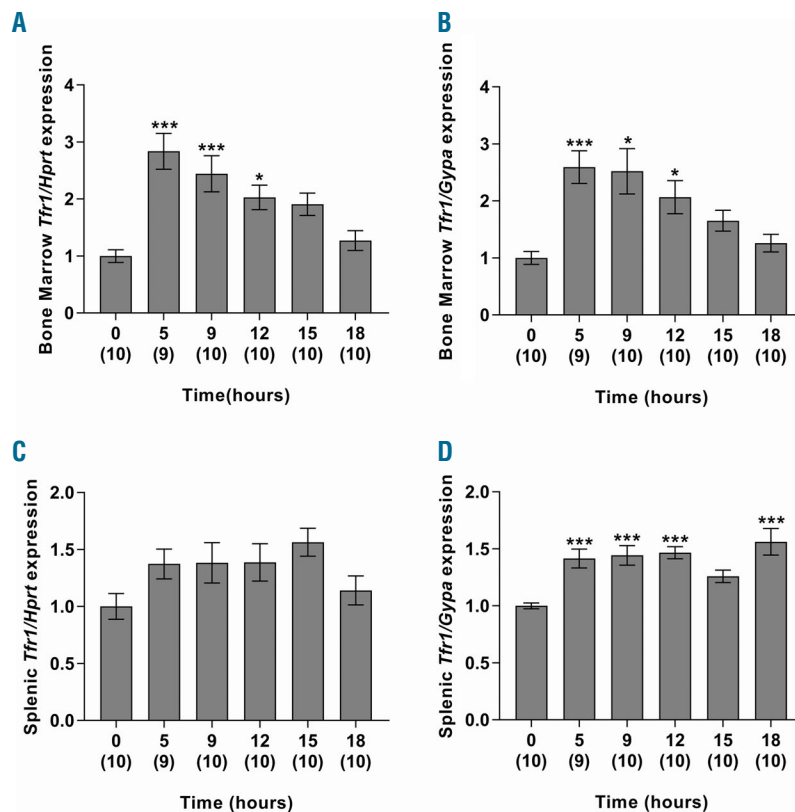 A
Bone Marrow Tfr1/Hprt expression
4
3
2
1
0
***
***
*
0 5 9 12 15 18
(10) (9) (10) (10) (10) (10)
Time(hours)
B
Bone Marrow Tfr1/Gypa expression
4
3
2
1
0
***
*
*
0 5 9 12 15 18
(10) (9) (10) (10) (10) (10)
Time (hours)
C
Splenic Tfr1/Hprt expression
2.0
1.5
1.0
0.5
0.0
0 5 9 12 15 18
(10) (9) (10) (10) (10) (10)
Time (hours)
D
Splenic Tfr1/Gypa expression
2.0
1.5
1.0
0.5
0.0
***
***
***
***
0 5 9 12 15 18
(10) (9) (10) (10) (10) (10)
Time (hours)